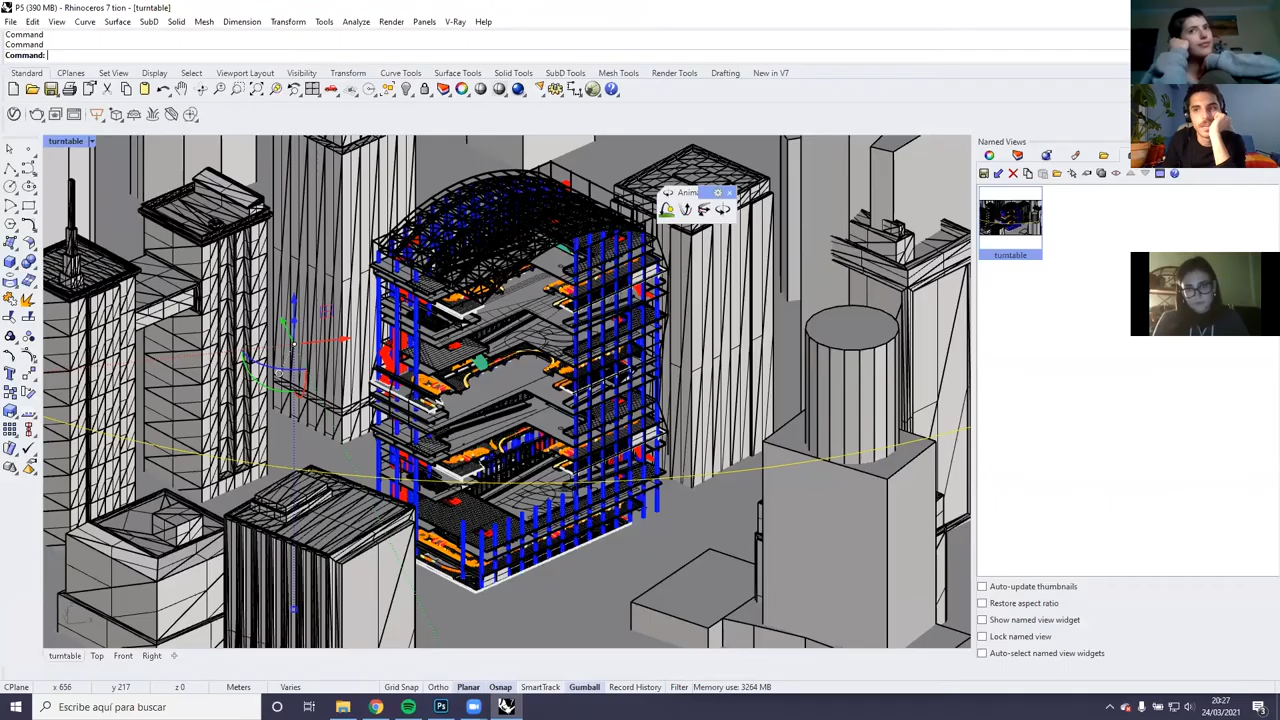 P5 (390 MB) - Rhinoceros 7 tion - [turntable]
File Edit View Curve Surface SubD Solid Mesh Dimension Transform Tools Analyze Render Panels V-Ray Help
Command
Command
Command:
Standard CPlanes Set View Display Select Viewport Layout Visibility Transform Curve Tools Surface Tools Solid Tools SubD Tools Mesh Tools Render Tools Drafting New in V7
turntable
Named Views
Anima
turntable
Auto-update thumbnails
Restore aspect ratio
Show named view widget
Lock named view
Auto-select named view widgets
turntable Top Front Right
CPlane x 656 y 217 z 0 Meters Varies Grid Snap Ortho Planar Osnap SmartTrack Gumball Record History Filter Memory use: 3264 MB
Escribe aquí para buscar
Ps
20:27
24/03/2021
3